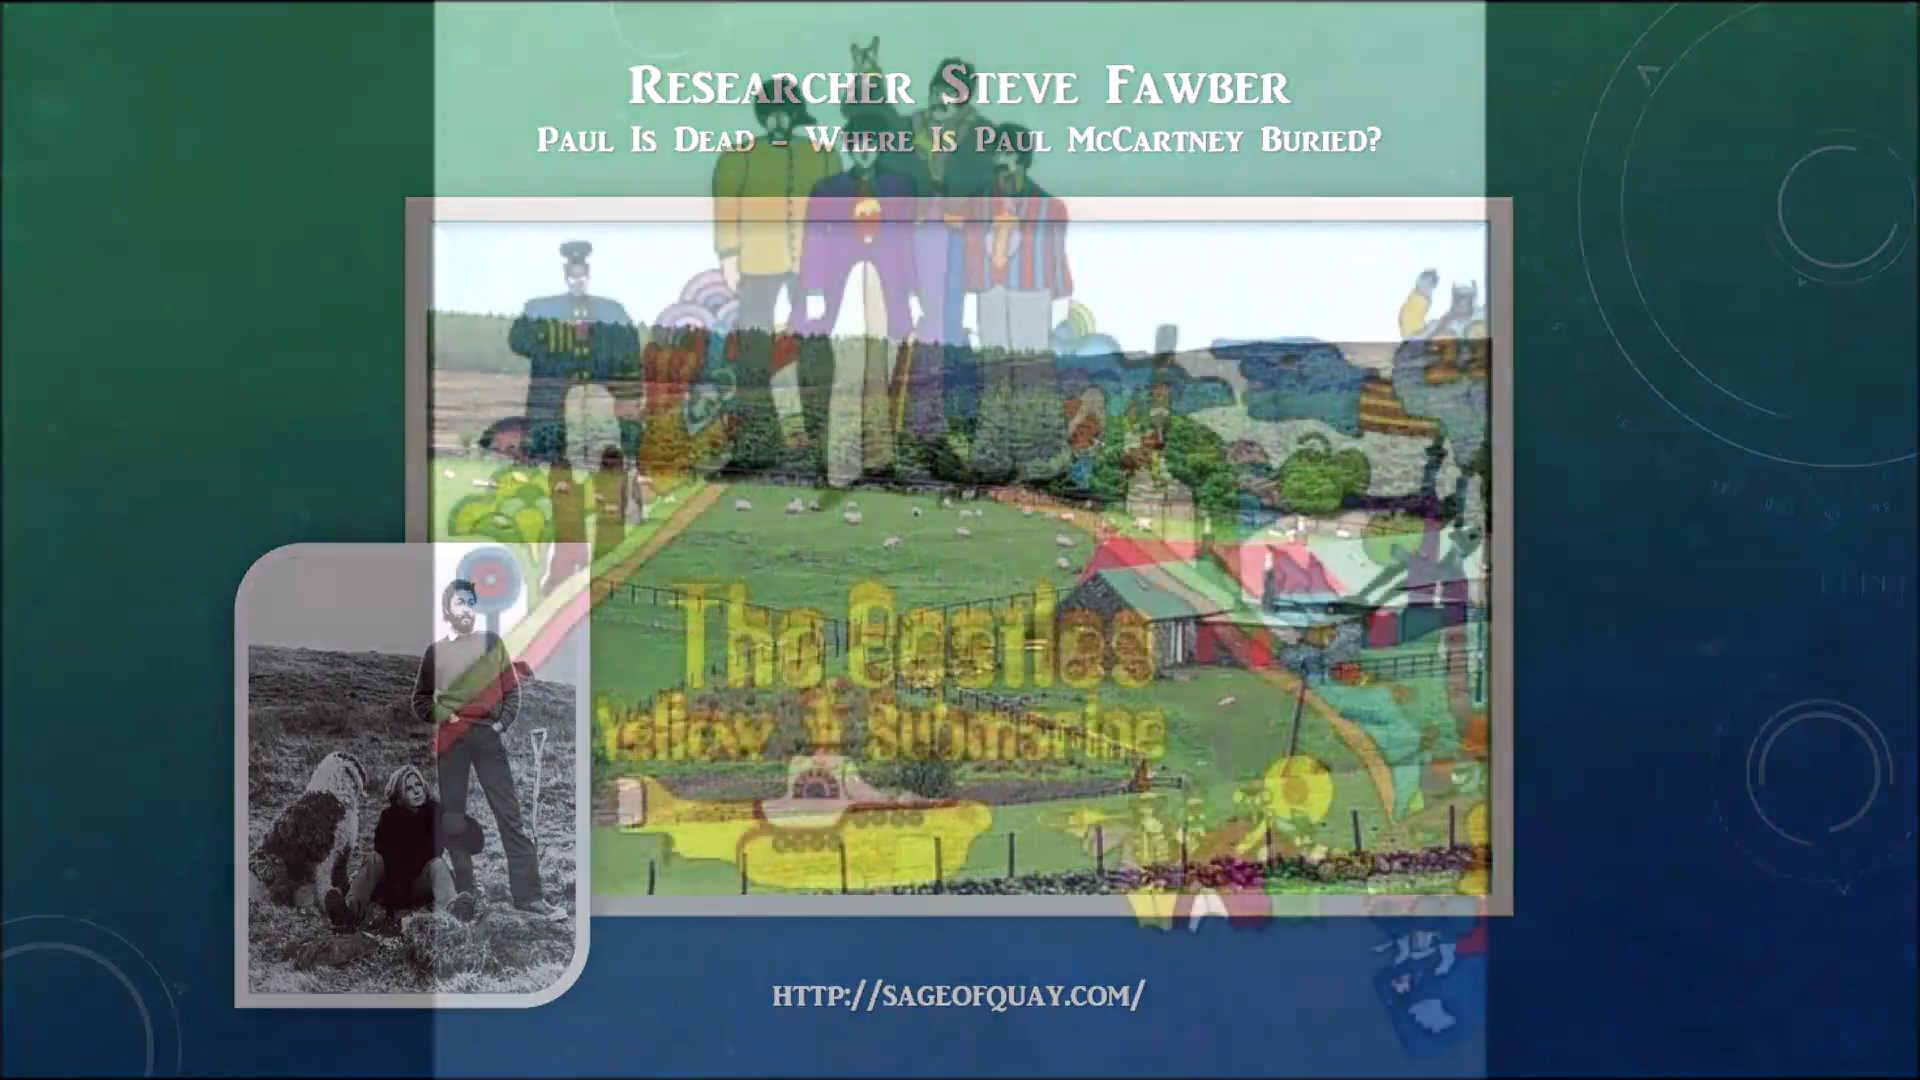 Researcher Steve Fawber
Paul Is Dead – Where Is Paul McCartney Buried?
The Beatles
Yellow Submarine
http://sageofquay.com/